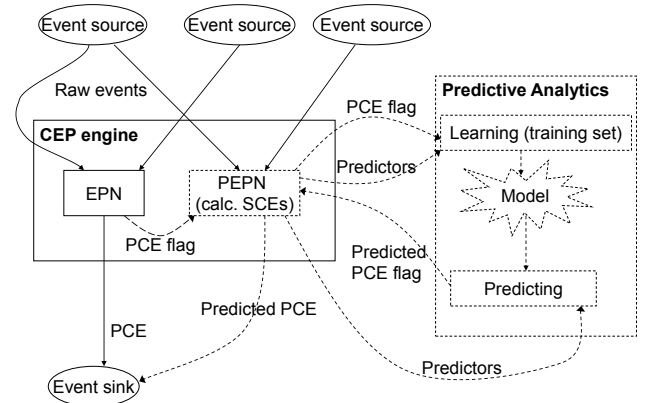 Event source
Event source
Event source
Raw events
PCE flag
Predictive Analytics
CEP engine
Learning (training set)
Predictors
EPN
PEPN
(calc. SCEs)
Model
PCE flag
Predicted
PCE flag
Predicting
Predicted PCE
PCE
Predictors
Event sink